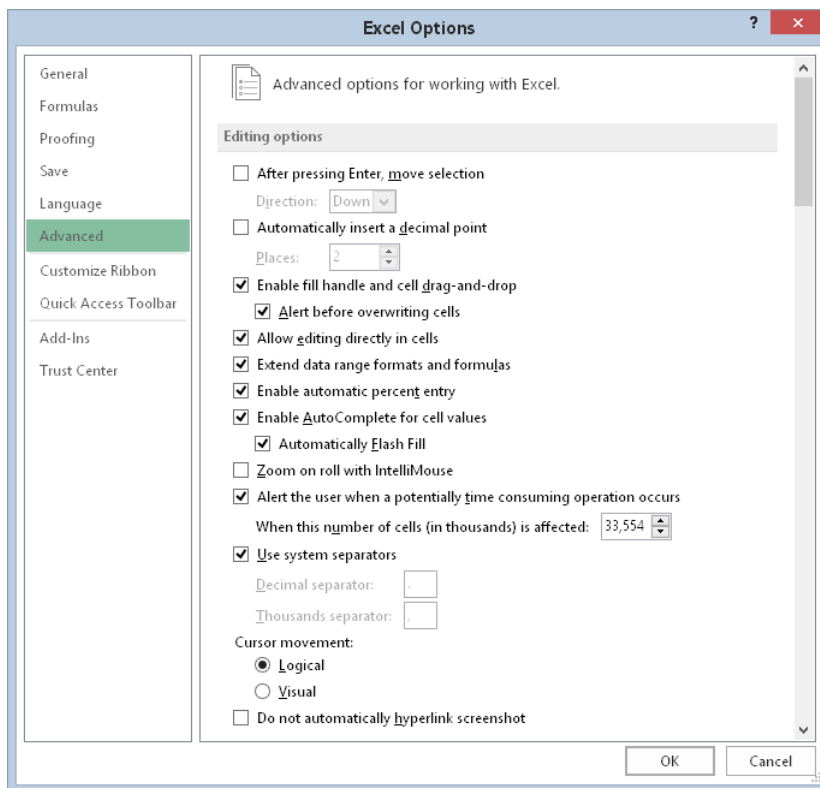 Excel Options
?
General
Formulas
Proofing
Save
Language
Advanced
Customize Ribbon
Quick Access Toolbar
Add-Ins
Trust Center
Advanced options for working with Excel.
Editing options
After pressing Enter, move selection
Direction: Down
Automatically insert a decimal point
Places: 2
Enable fill handle and cell drag-and-drop
Alert before overwriting cells
Allow editing directly in cells
Extend data range formats and formulas
Enable automatic percent entry
Enable AutoComplete for cell values
Automatically Flash Fill
Zoom on roll with IntelliMouse
Alert the user when a potentially time consuming operation occurs
When this number of cells (in thousands) is affected: 33,554
Use system separators
Decimal separator: .
Thousands separator: ,
Cursor movement:
Logical
Visual
Do not automatically hyperlink screenshot
OK Cancel